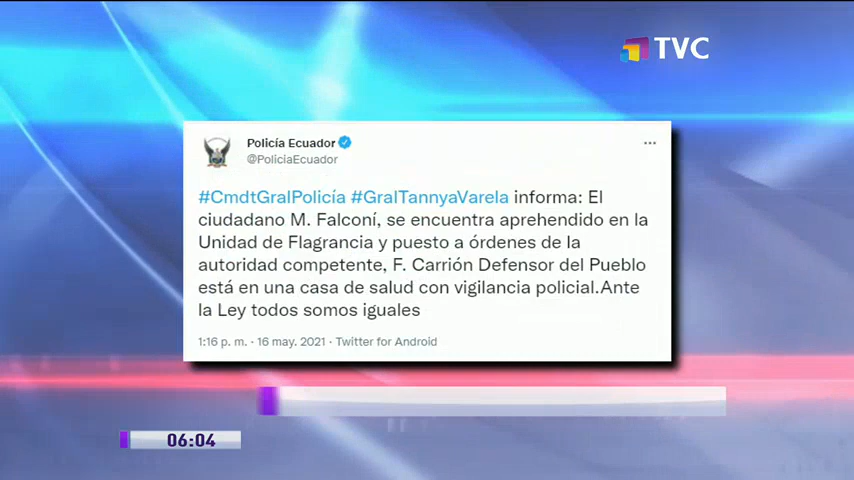 TVC
Policía Ecuador
@PoliciaEcuador
#CmdtGralPolicía #GralTannyaVarela informa: El
ciudadano M. Falconí, se encuentra aprehendido en la
Unidad de Flagrancia y puesto a órdenes de la
autoridad competente, F. Carrión Defensor del Pueblo
está en una casa de salud con vigilancia policial.Ante
la Ley todos somos iguales
1:16 p. m. · 16 may. 2021 · Twitter for Android
06:04